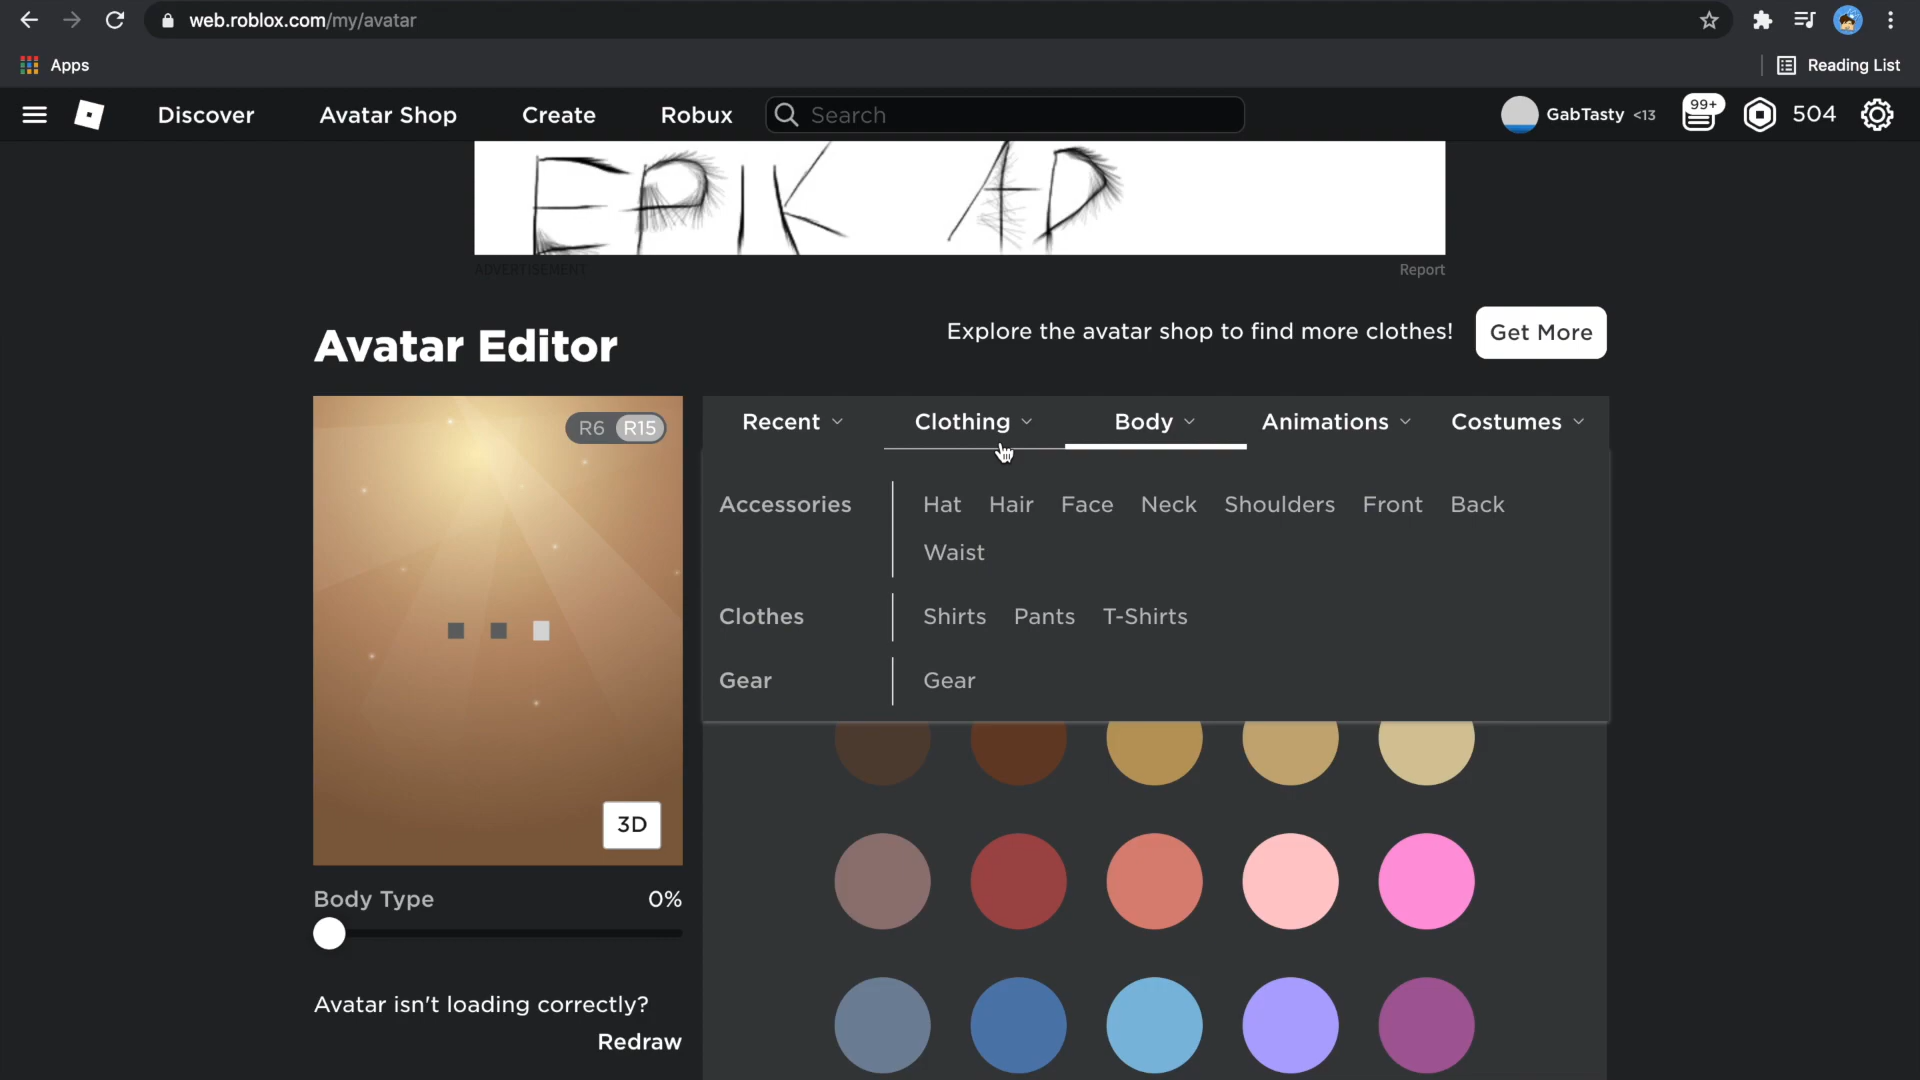 web.roblox.com/my/avatar
Apps
Reading List
Discover Avatar Shop Create Robux Search GabTasty <13 99+ 504
EPIK AD
ADVERTISEMENT Report
Avatar Editor
Explore the avatar shop to find more clothes! Get More
R6 R15
Recent Clothing Body Animations Costumes
Accessories Hat Hair Face Neck Shoulders Front Back
Waist
Clothes Shirts Pants T-Shirts
Gear Gear
3D
Body Type 0%
Avatar isn't loading correctly?
Redraw